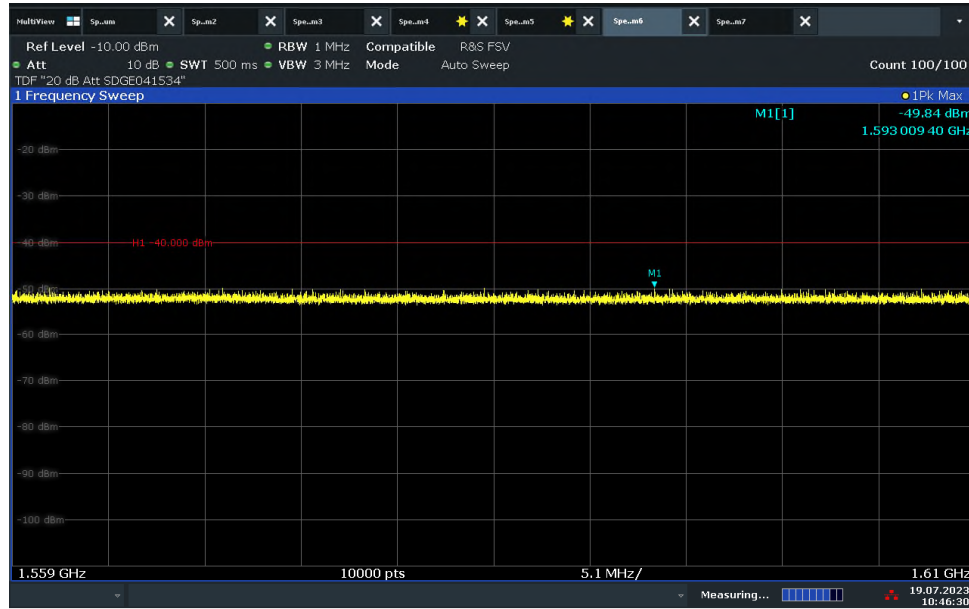 MultiView Sp..um Sp..m2 Spe..m3 Spe..m4 Spe..m5 Spe..m6 Spe..m7
Ref Level -10.00 dBm RBW 1 MHz Compatible R&S FSV
Att 10 dB SWT 500 ms VBW 3 MHz Mode Auto Sweep Count 100/100
TDF "20 dB Att SDGE041534"
1 Frequency Sweep 1Pk Max
M1[1] -49.84 dBm
1.593 009 40 GHz
-20 dBm
-30 dBm
-40 dBm H1 -40.000 dBm
M1
-50 dBm
-60 dBm
-70 dBm
-80 dBm
-90 dBm
-100 dBm
1.559 GHz 10000 pts 5.1 MHz/ 1.61 GHz
Measuring... 19.07.2023
10:46:30